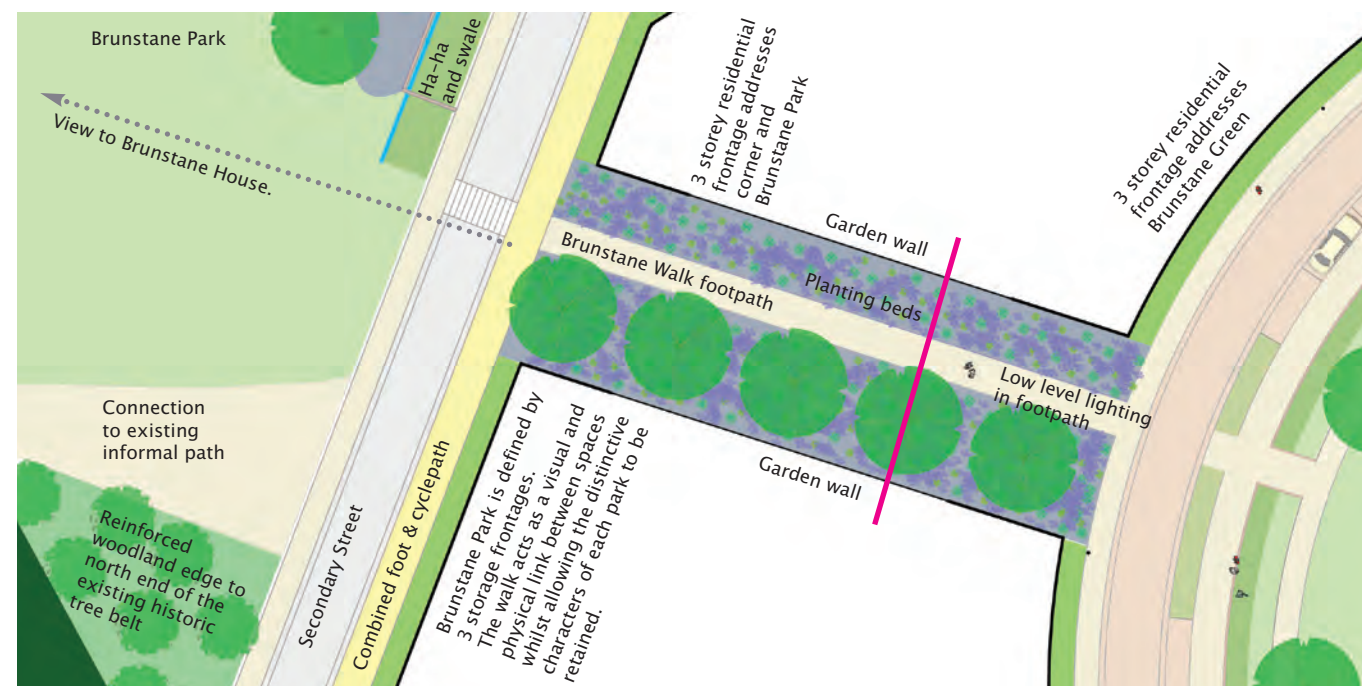 Brunstane Park
Ha-ha
and swale
View to Brunstane House.
3 storey residential
frontage addresses
corner and
Brunstane Park
3 storey residential
frontage addresses
Brunstane Green
Garden wall
Brunstane Walk footpath
Planting beds
Low level lighting
in footpath
Garden wall
Connection
to existing
informal path
Reinforced
woodland edge to
north end of the
existing historic
tree belt
Secondary Street
Combined foot & cyclepath
Brunstane Park is defined by
3 storage frontages.
The walk acts as a visual and
physical link between spaces
whilst allowing the distinctive
characters of each park to be
retained.